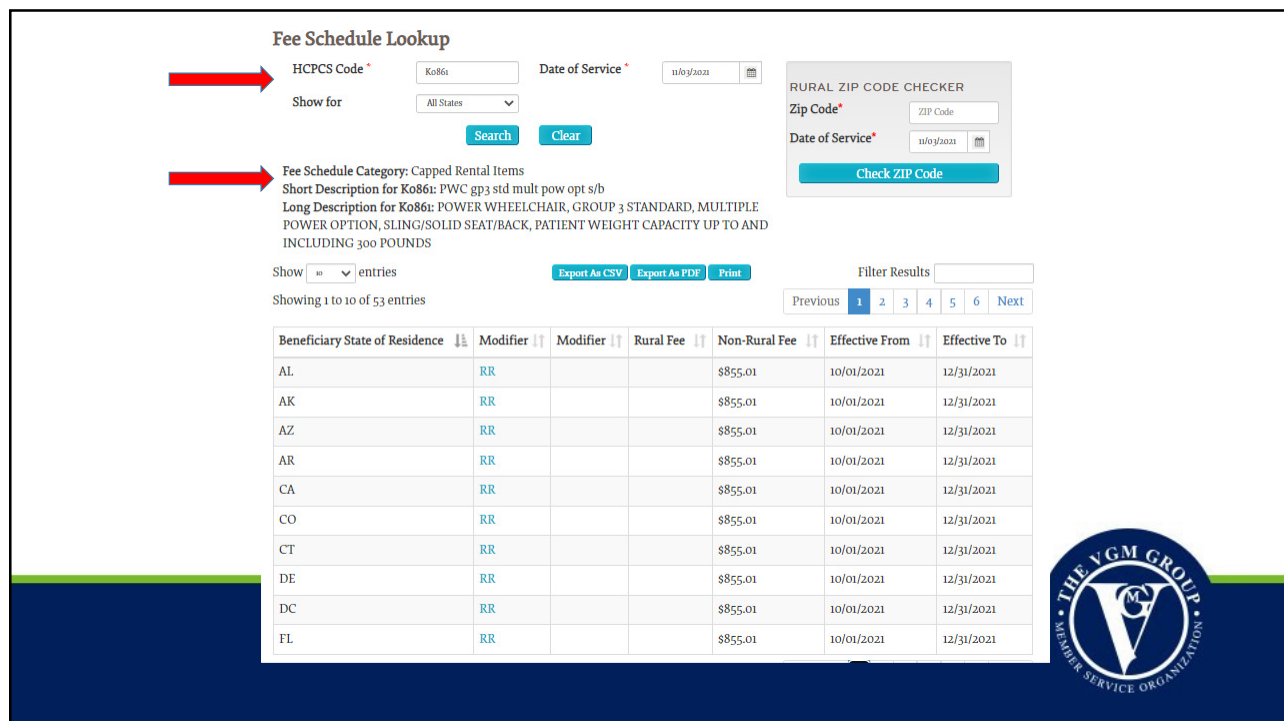 Fee Schedule Lookup
HCPCS Code * K0861 Date of Service * 11/03/2021
Show for All States
Search Clear
RURAL ZIP CODE CHECKER
Zip Code* ZIP Code
Date of Service* 11/03/2021
Check ZIP Code
Fee Schedule Category: Capped Rental Items
Short Description for K0861: PWC gp3 std mult pow opt s/b
Long Description for K0861: POWER WHEELCHAIR, GROUP 3 STANDARD, MULTIPLE
POWER OPTION, SLING/SOLID SEAT/BACK, PATIENT WEIGHT CAPACITY UP TO AND
INCLUDING 300 POUNDS
Show 10 entries Export As CSV Export As PDF Print Filter Results
Showing 1 to 10 of 53 entries Previous 1 2 3 4 5 6 Next
Beneficiary State of Residence Modifier Modifier Rural Fee Non-Rural Fee Effective From Effective To
AL RR $855.01 10/01/2021 12/31/2021
AK RR $855.01 10/01/2021 12/31/2021
AZ RR $855.01 10/01/2021 12/31/2021
AR RR $855.01 10/01/2021 12/31/2021
CA RR $855.01 10/01/2021 12/31/2021
CO RR $855.01 10/01/2021 12/31/2021
CT RR $855.01 10/01/2021 12/31/2021
DE RR $855.01 10/01/2021 12/31/2021
DC RR $855.01 10/01/2021 12/31/2021
FL RR $855.01 10/01/2021 12/31/2021
THE VGM GROUP
VGM
• MEMBER SERVICE ORGANIZATION •